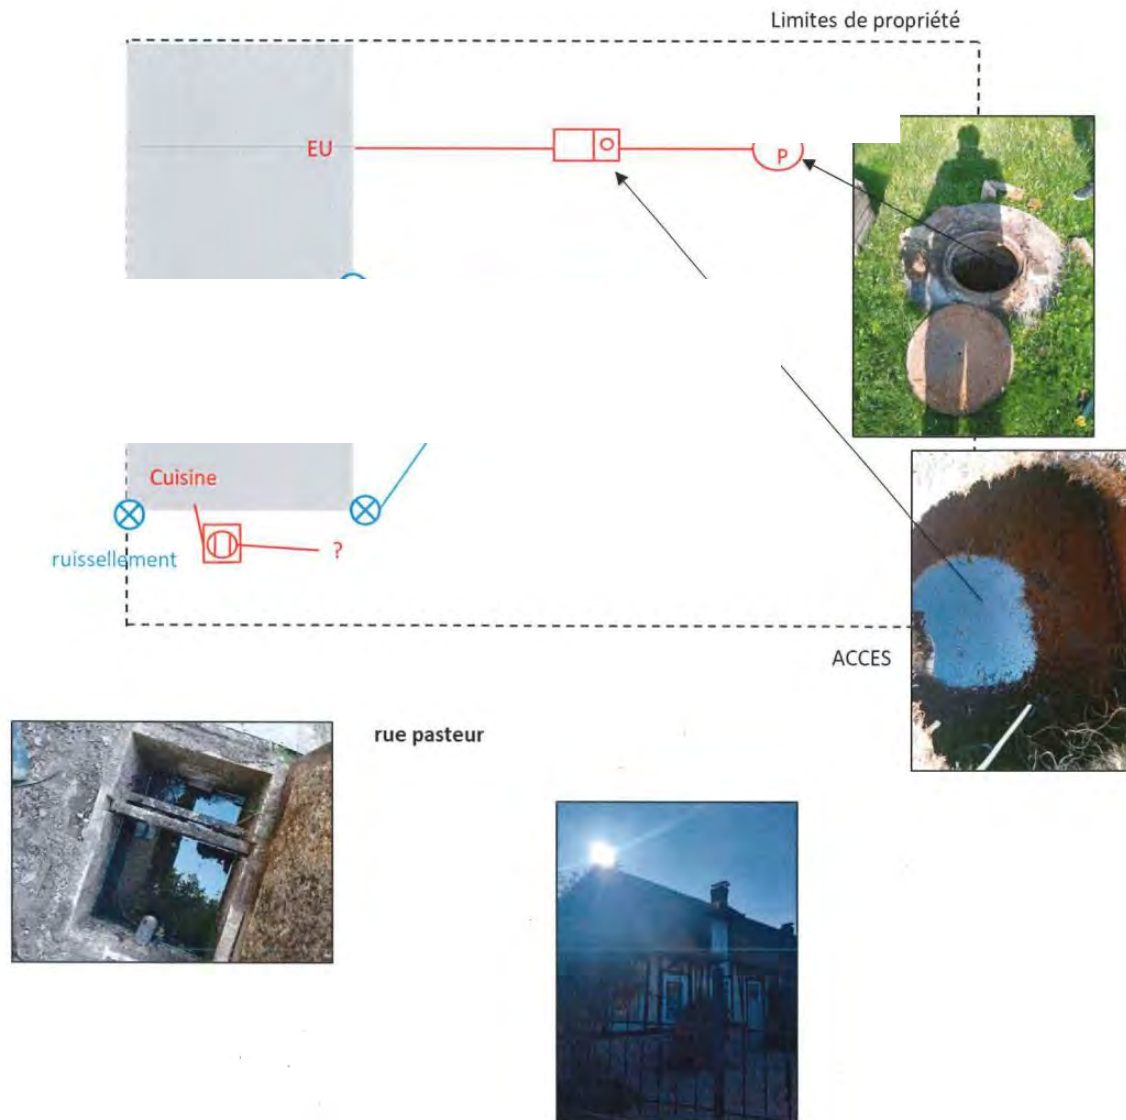 Limites de propriété
EU
P
Cuisine
?
ruissellement
ACCES
rue pasteur